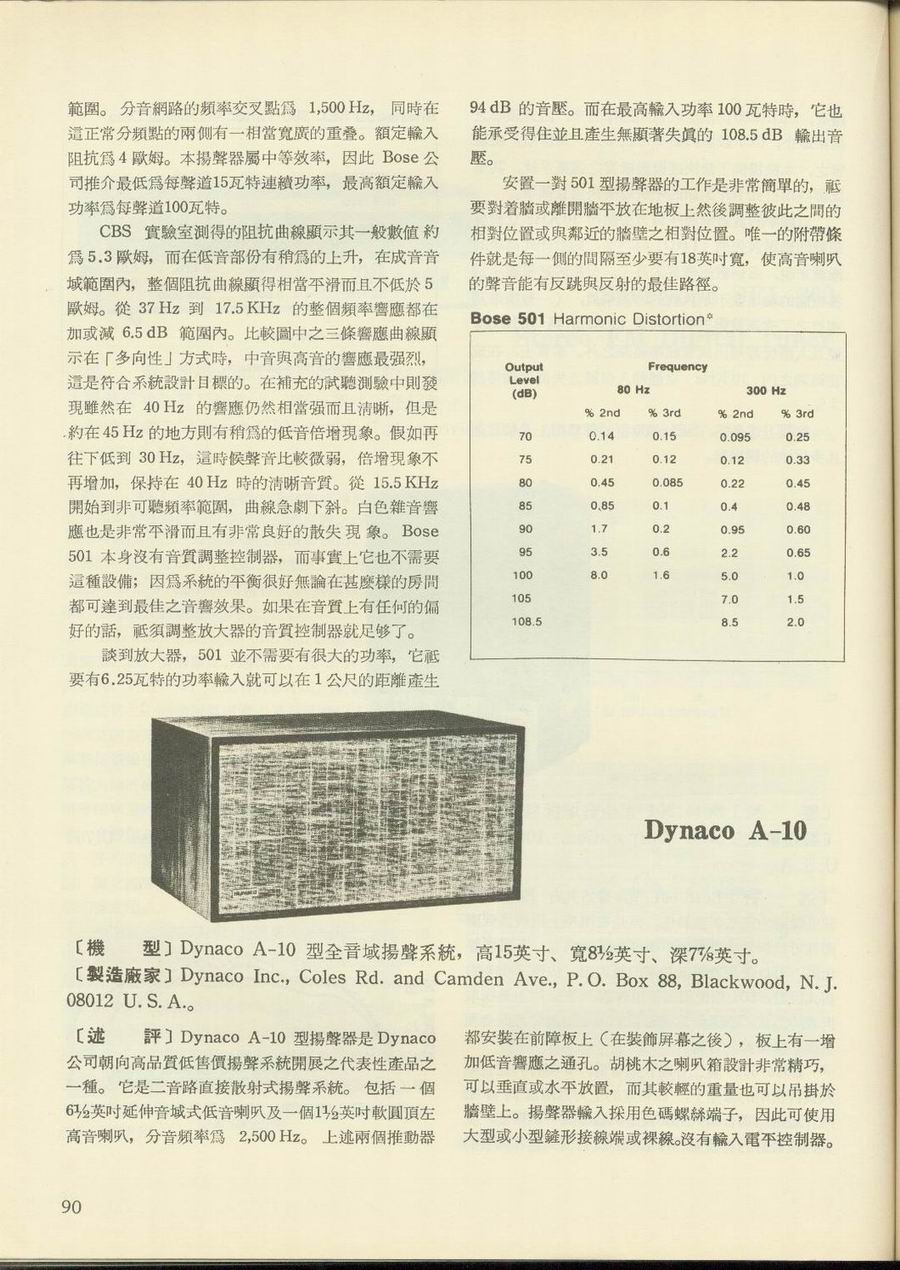 範圍。分音網路的頻率交叉點爲 1,500 Hz, 同時在
這正常分頻點的兩側有一相當寬廣的重叠。額定輸入
阻抗爲 4 歐姆。本揚聲器屬中等效率，因此 Bose 公
司推介最低爲每聲道15瓦特連續功率，最高額定輸入
功率爲每聲道100瓦特。
CBS 實驗室測得的阻抗曲線顯示其一般數值約
爲 5.3 歐姆，而在低音部份有稍爲的上升，在成音音
域範圍內，整個阻抗曲線顯得相當平滑而且不低於 5
歐姆。從 37 Hz 到 17.5 KHz 的整個頻率響應都在
加或減 6.5 dB 範圍內。比較圖中之三條響應曲線顯
示在「多向性」方式時，中音與高音的響應最强烈，
這是符合系統設計目標的。在補充的試聽測驗中則發
現雖然在 40 Hz 的響應仍然相當强而且清晰，但是
約在 45 Hz 的地方則有稍爲的低音倍增現象。假如再
往下低到 30 Hz，這時候聲音比較微弱，倍增現象不
再增加，保持在 40 Hz 時的清晰音質。從 15.5 KHz
開始到非可聽頻率範圍，曲線急劇下斜。白色雜音響
應也是非常平滑而且有非常良好的散失現象。Bose
501 本身沒有音質調整控制器，而事實上它也不需要
這種設備；因爲系統的平衡很好無論在甚麼樣的房間
都可達到最佳之音響效果。如果在音質上有任何的偏
好的話，祗須調整放大器的音質控制器就足够了。
談到放大器，501 並不需要有很大的功率，它祗
要有6.25瓦特的功率輸入就可以在 1 公尺的距離產生
94 dB 的音壓。而在最高輸入功率 100 瓦特時，它也
能承受得住並且產生無顯著失眞的 108.5 dB 輸出音
壓。
安置一對 501 型揚聲器的工作是非常簡單的，祗
要對着牆或離開牆平放在地板上然後調整彼此之間的
相對位置或與鄰近的牆壁之相對位置。唯一的附帶條
件就是每一側的間隔至少要有18英吋寬，使高音喇叭
的聲音能有反跳與反射的最佳路徑。
Bose 501 Harmonic Distortion*
Output Level (dB) Frequency
80 Hz 300 Hz
% 2nd % 3rd % 2nd % 3rd
70 0.14 0.15 0.095 0.25
75 0.21 0.12 0.12 0.33
80 0.45 0.085 0.22 0.45
85 0.85 0.1 0.4 0.48
90 1.7 0.2 0.95 0.60
95 3.5 0.6 2.2 0.65
100 8.0 1.6 5.0 1.0
105 7.0 1.5
108.5 8.5 2.0
Dynaco A-10
〔機 型〕Dynaco A-10 型全音域揚聲系統，高15英寸、寬8½英寸、深7⅞英寸。
〔製造廠家〕Dynaco Inc., Coles Rd. and Camden Ave., P. O. Box 88, Blackwood, N. J.
08012 U. S. A.。
〔述 評〕Dynaco A-10 型揚聲器是 Dynaco
公司朝向高品質低售價揚聲系統開展之代表性產品之
一種。它是二音路直接散射式揚聲系統。包括一個
6½英吋延伸音域式低音喇叭及一個1½英吋軟圓頂左
高音喇叭，分音頻率爲 2,500 Hz。上述兩個推動器
都安裝在前障板上（在裝飾屏幕之後），板上有一增
加低音響應之通孔。胡桃木之喇叭箱設計非常精巧，
可以垂直或水平放置，而其較輕的重量也可以吊掛於
牆壁上。揚聲器輸入採用色碼螺絲端子，因此可使用
大型或小型鏟形接線端或裸線。沒有輸入電平控制器。
90